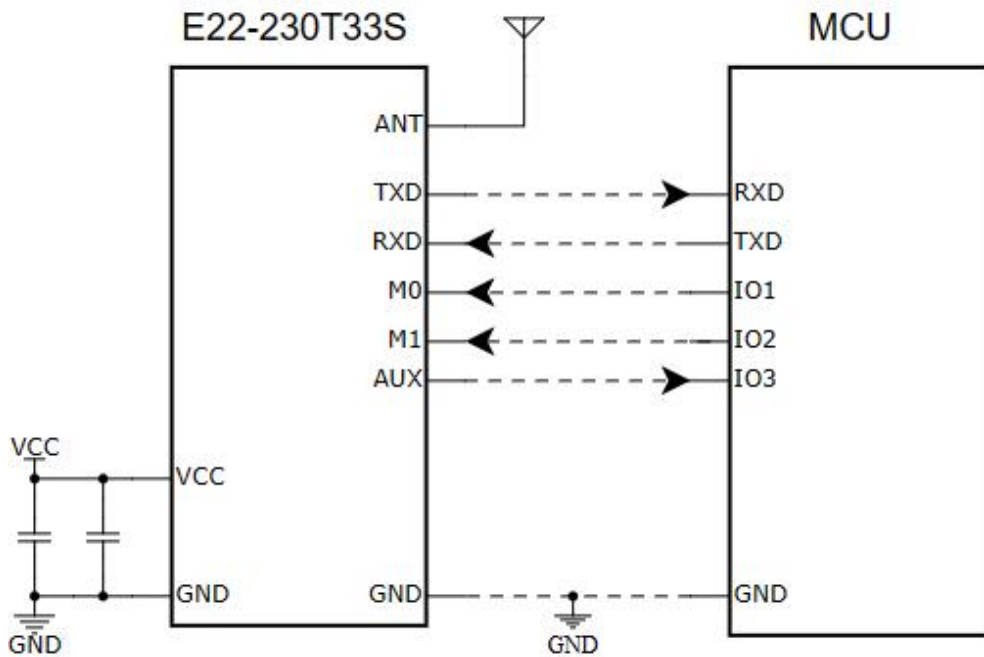 E22-230T33S
MCU
ANT
TXD
RXD
RXD
TXD
M0
IO1
M1
IO2
AUX
IO3
VCC
VCC
GND
GND
GND
GND
GND